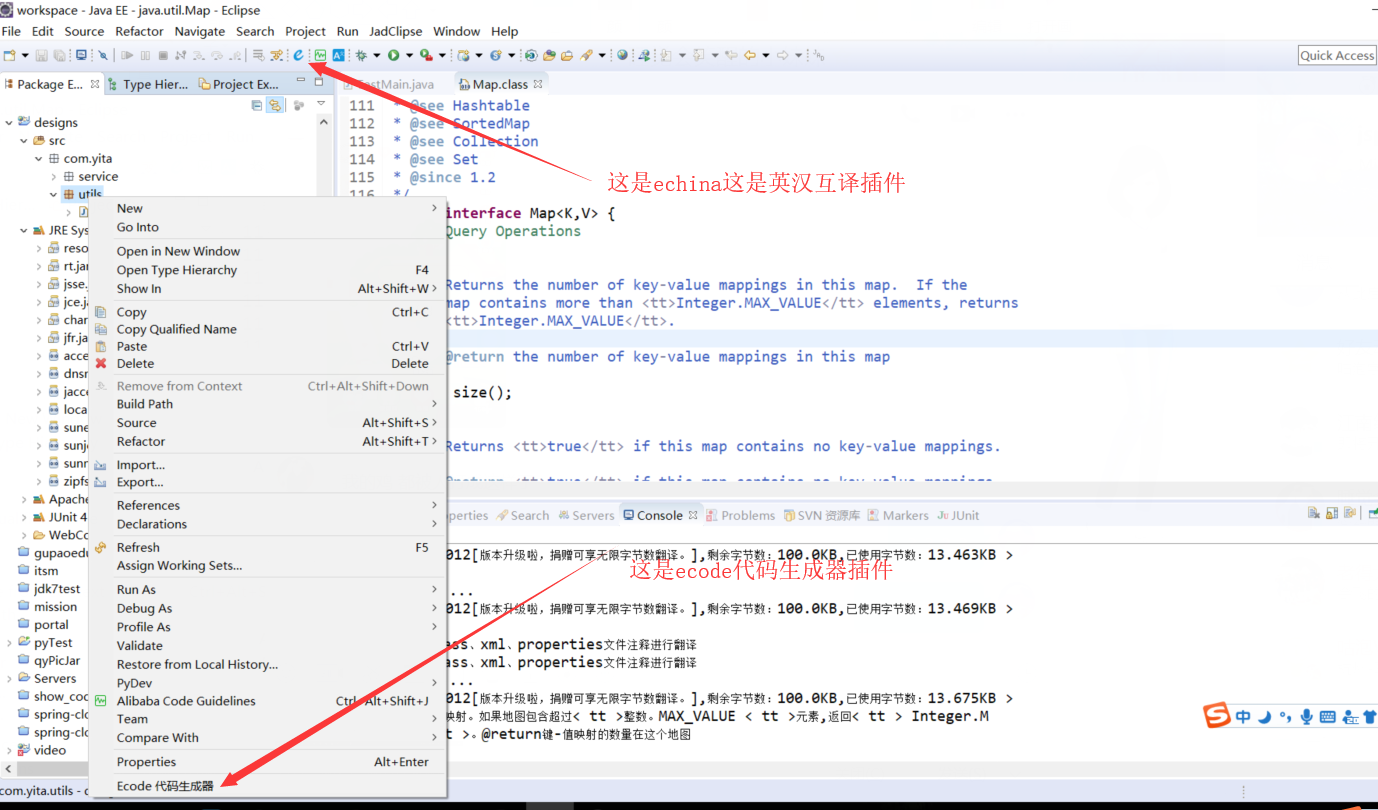 workspace - Java EE - java.util.Map - Eclipse
File Edit Source Refactor Navigate Search Project Run JadClipse Window Help
Quick Access
Package E... Type Hier... Project Ex...
Map.class
designs
src
com.yita
service
utils
JRE Sys
reso
rt.jar
jsse.
jce.ja
char
jfr.ja
acce
dnsn
jacce
loca
sune
sunje
sunn
zipfs
Apache
JUnit 4
WebCo
gupaoedu
itsm
jdk7test
mission
portal
pyTest
qyPicJar
Servers
show_coc
spring-clo
spring-clo
video
com.yita.utils -
New
Go Into
Open in New Window
Open Type Hierarchy F4
Show In Alt+Shift+W
Copy Ctrl+C
Copy Qualified Name
Paste Ctrl+V
Delete Delete
Remove from Context Ctrl+Alt+Shift+Down
Build Path
Source Alt+Shift+S
Refactor Alt+Shift+T
Import...
Export...
References
Declarations
Refresh F5
Assign Working Sets...
Run As
Debug As
Profile As
Validate
Restore from Local History...
PyDev
Alibaba Code Guidelines Ctrl+Alt+Shift+J
Team
Compare With
Properties Alt+Enter
Ecode 代码生成器
111 * @see Hashtable
112 * @see SortedMap
113 * @see Collection
114 * @see Set
115 * @since 1.2
116 */
interface Map<K,V> {
Query Operations
Returns the number of key-value mappings in this map. If the
map contains more than <tt>Integer.MAX_VALUE</tt> elements, returns
<tt>Integer.MAX_VALUE</tt>.
@return the number of key-value mappings in this map
size();
Returns <tt>true</tt> if this map contains no key-value mappings.
@return <tt>true</tt> if this map contains no key-value mappings
这是echina这是英汉互译插件
perties Search Servers Console Problems SVN 资源库 Markers JUnit
012[版本升级啦，捐赠可享无限字节数翻译。],剩余字节数：100.0KB,已使用字节数：13.463KB >
这是ecode代码生成器插件
...
012[版本升级啦，捐赠可享无限字节数翻译。],剩余字节数：100.0KB,已使用字节数：13.469KB >
ass、xml、properties文件注释进行翻译
ass、xml、properties文件注释进行翻译
...
012[版本升级啦，捐赠可享无限字节数翻译。],剩余字节数：100.0KB,已使用字节数：13.675KB >
映射。如果地图包含超过< tt >整数。MAX_VALUE < tt >元素,返回< tt > Integer.M
t >。@return键-值映射的数量在这个地图
中